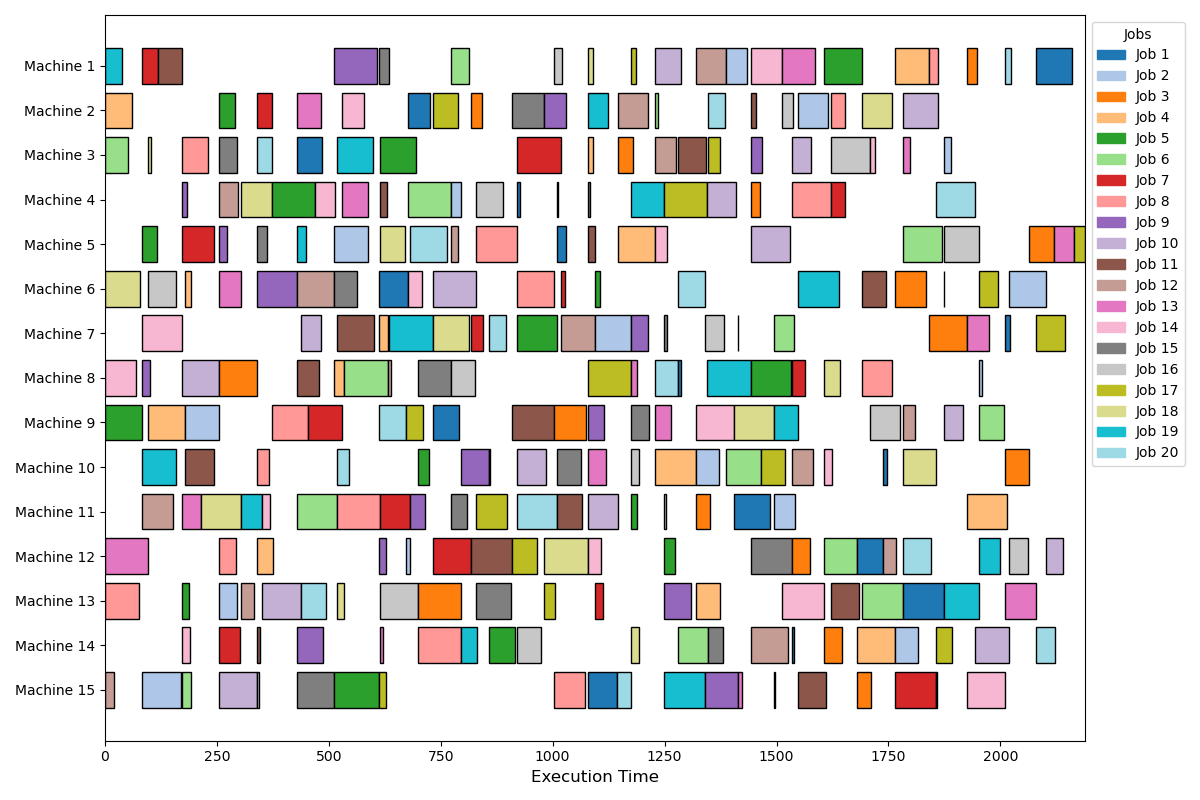 Machine 1
Machine 2
Machine 3
Machine 4
Machine 5
Machine 6
Machine 7
Machine 8
Machine 9
Machine 10
Machine 11
Machine 12
Machine 13
Machine 14
Machine 15
0 250 500 750 1000 1250 1500 1750 2000
Execution Time
Jobs
Job 1
Job 2
Job 3
Job 4
Job 5
Job 6
Job 7
Job 8
Job 9
Job 10
Job 11
Job 12
Job 13
Job 14
Job 15
Job 16
Job 17
Job 18
Job 19
Job 20